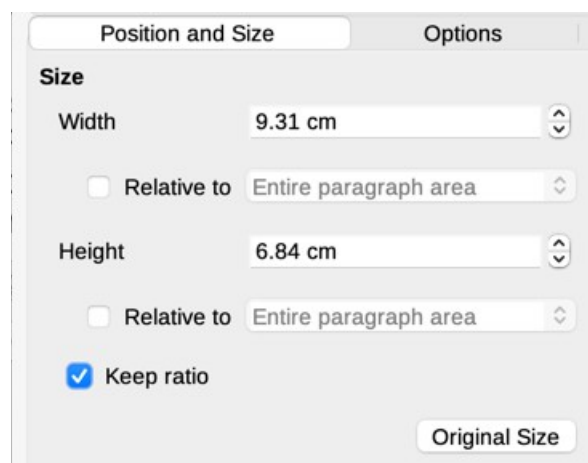 Position and Size Options
Size
Width 9.31 cm
Relative to Entire paragraph area
Height 6.84 cm
Relative to Entire paragraph area
Keep ratio
Original Size